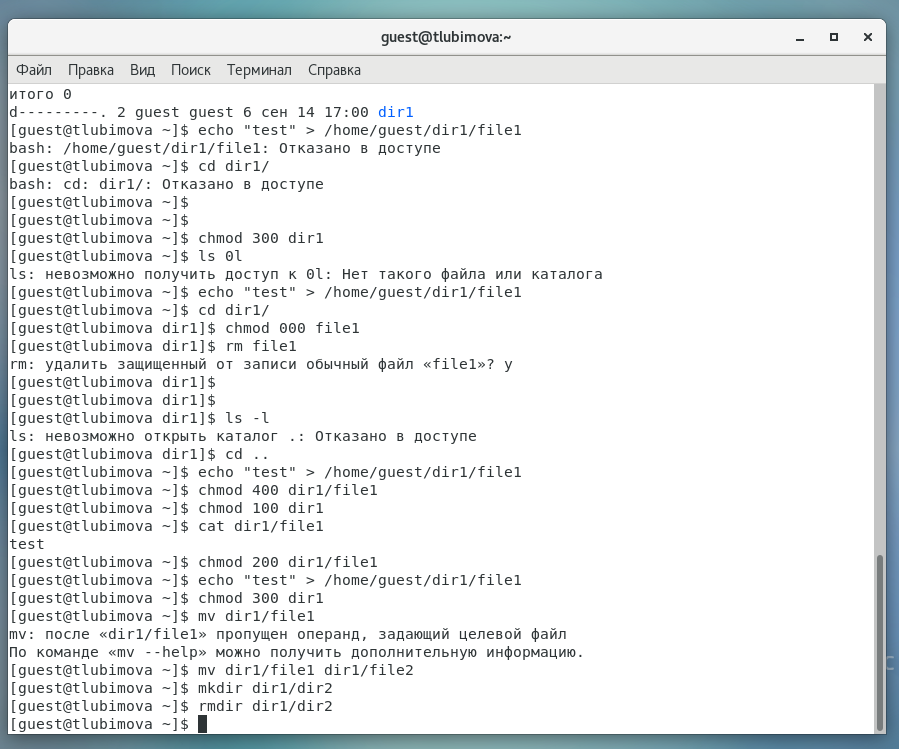 guest@tlubimova:~
Файл Правка Вид Поиск Терминал Справка
итого 0
d---------. 2 guest guest 6 сен 14 17:00 dir1
[guest@tlubimova ~]$ echo "test" > /home/guest/dir1/file1
bash: /home/guest/dir1/file1: Отказано в доступе
[guest@tlubimova ~]$ cd dir1/
bash: cd: dir1/: Отказано в доступе
[guest@tlubimova ~]$
[guest@tlubimova ~]$
[guest@tlubimova ~]$ chmod 300 dir1
[guest@tlubimova ~]$ ls 0l
ls: невозможно получить доступ к 0l: Нет такого файла или каталога
[guest@tlubimova ~]$ echo "test" > /home/guest/dir1/file1
[guest@tlubimova ~]$ cd dir1/
[guest@tlubimova dir1]$ chmod 000 file1
[guest@tlubimova dir1]$ rm file1
rm: удалить защищенный от записи обычный файл «file1»? y
[guest@tlubimova dir1]$
[guest@tlubimova dir1]$
[guest@tlubimova dir1]$ ls -l
ls: невозможно открыть каталог .: Отказано в доступе
[guest@tlubimova dir1]$ cd ..
[guest@tlubimova ~]$ echo "test" > /home/guest/dir1/file1
[guest@tlubimova ~]$ chmod 400 dir1/file1
[guest@tlubimova ~]$ chmod 100 dir1
[guest@tlubimova ~]$ cat dir1/file1
test
[guest@tlubimova ~]$ chmod 200 dir1/file1
[guest@tlubimova ~]$ echo "test" > /home/guest/dir1/file1
[guest@tlubimova ~]$ chmod 300 dir1
[guest@tlubimova ~]$ mv dir1/file1
mv: после «dir1/file1» пропущен операнд, задающий целевой файл
По команде «mv --help» можно получить дополнительную информацию.
[guest@tlubimova ~]$ mv dir1/file1 dir1/file2
[guest@tlubimova ~]$ mkdir dir1/dir2
[guest@tlubimova ~]$ rmdir dir1/dir2
[guest@tlubimova ~]$